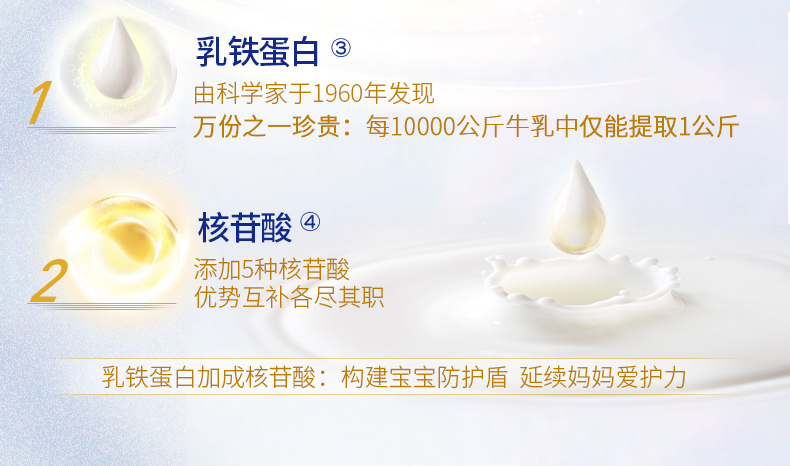 1
乳铁蛋白 ③
由科学家于1960年发现
万份之一珍贵：每10000公斤牛乳中仅能提取1公斤
2
核苷酸 ④
添加5种核苷酸
优势互补各尽其职
乳铁蛋白加成核苷酸：构建宝宝防护盾 延续妈妈爱护力